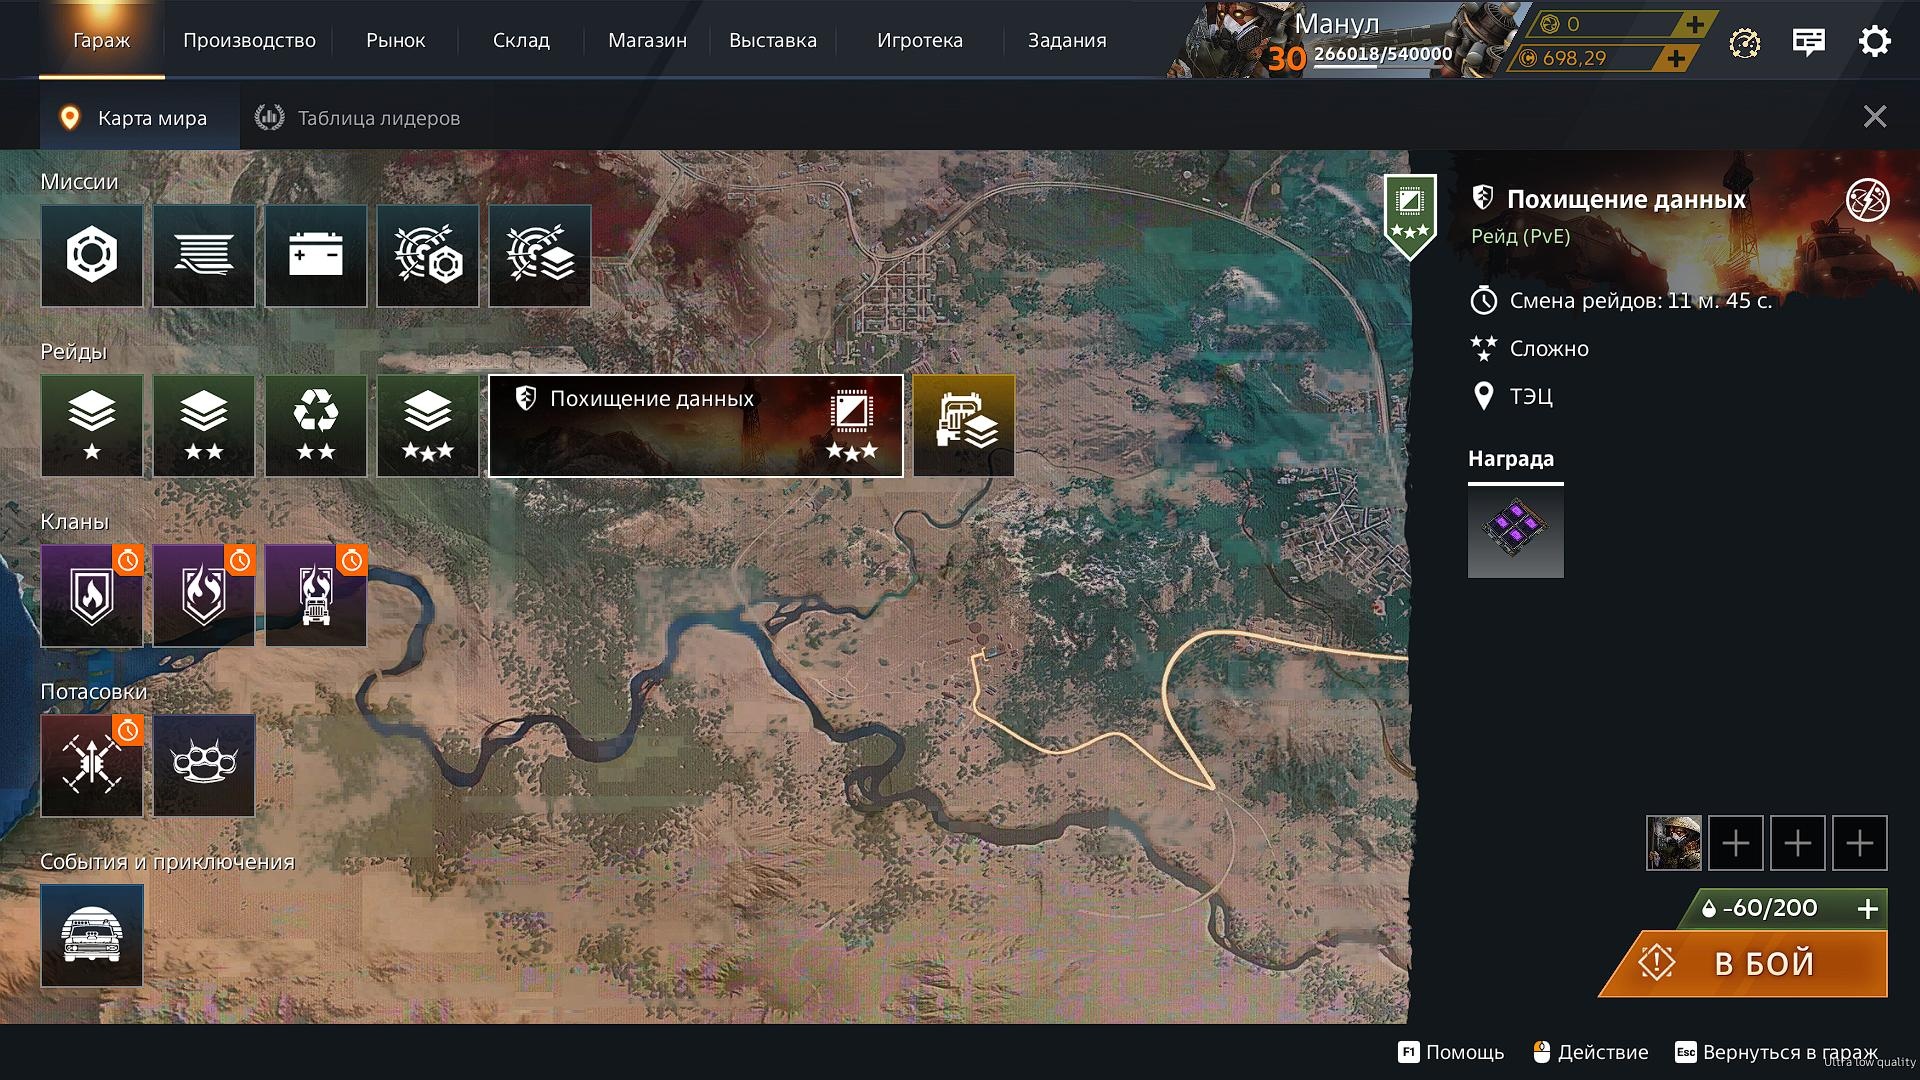 Гараж
Производство
Рынок
Склад
Магазин
Выставка
Игротека
Задания
Манул
30 266018/540000
0
698,29
Карта мира
Таблица лидеров
Миссии
Рейды
Похищение данных
Кланы
Потасовки
События и приключения
Похищение данных
Рейд (PvE)
Смена рейдов: 11 м. 45 с.
Сложно
ТЭЦ
Награда
-60/200
В БОЙ
F1 Помощь
Действие
Esc Вернуться в гараж
Ultra low quality